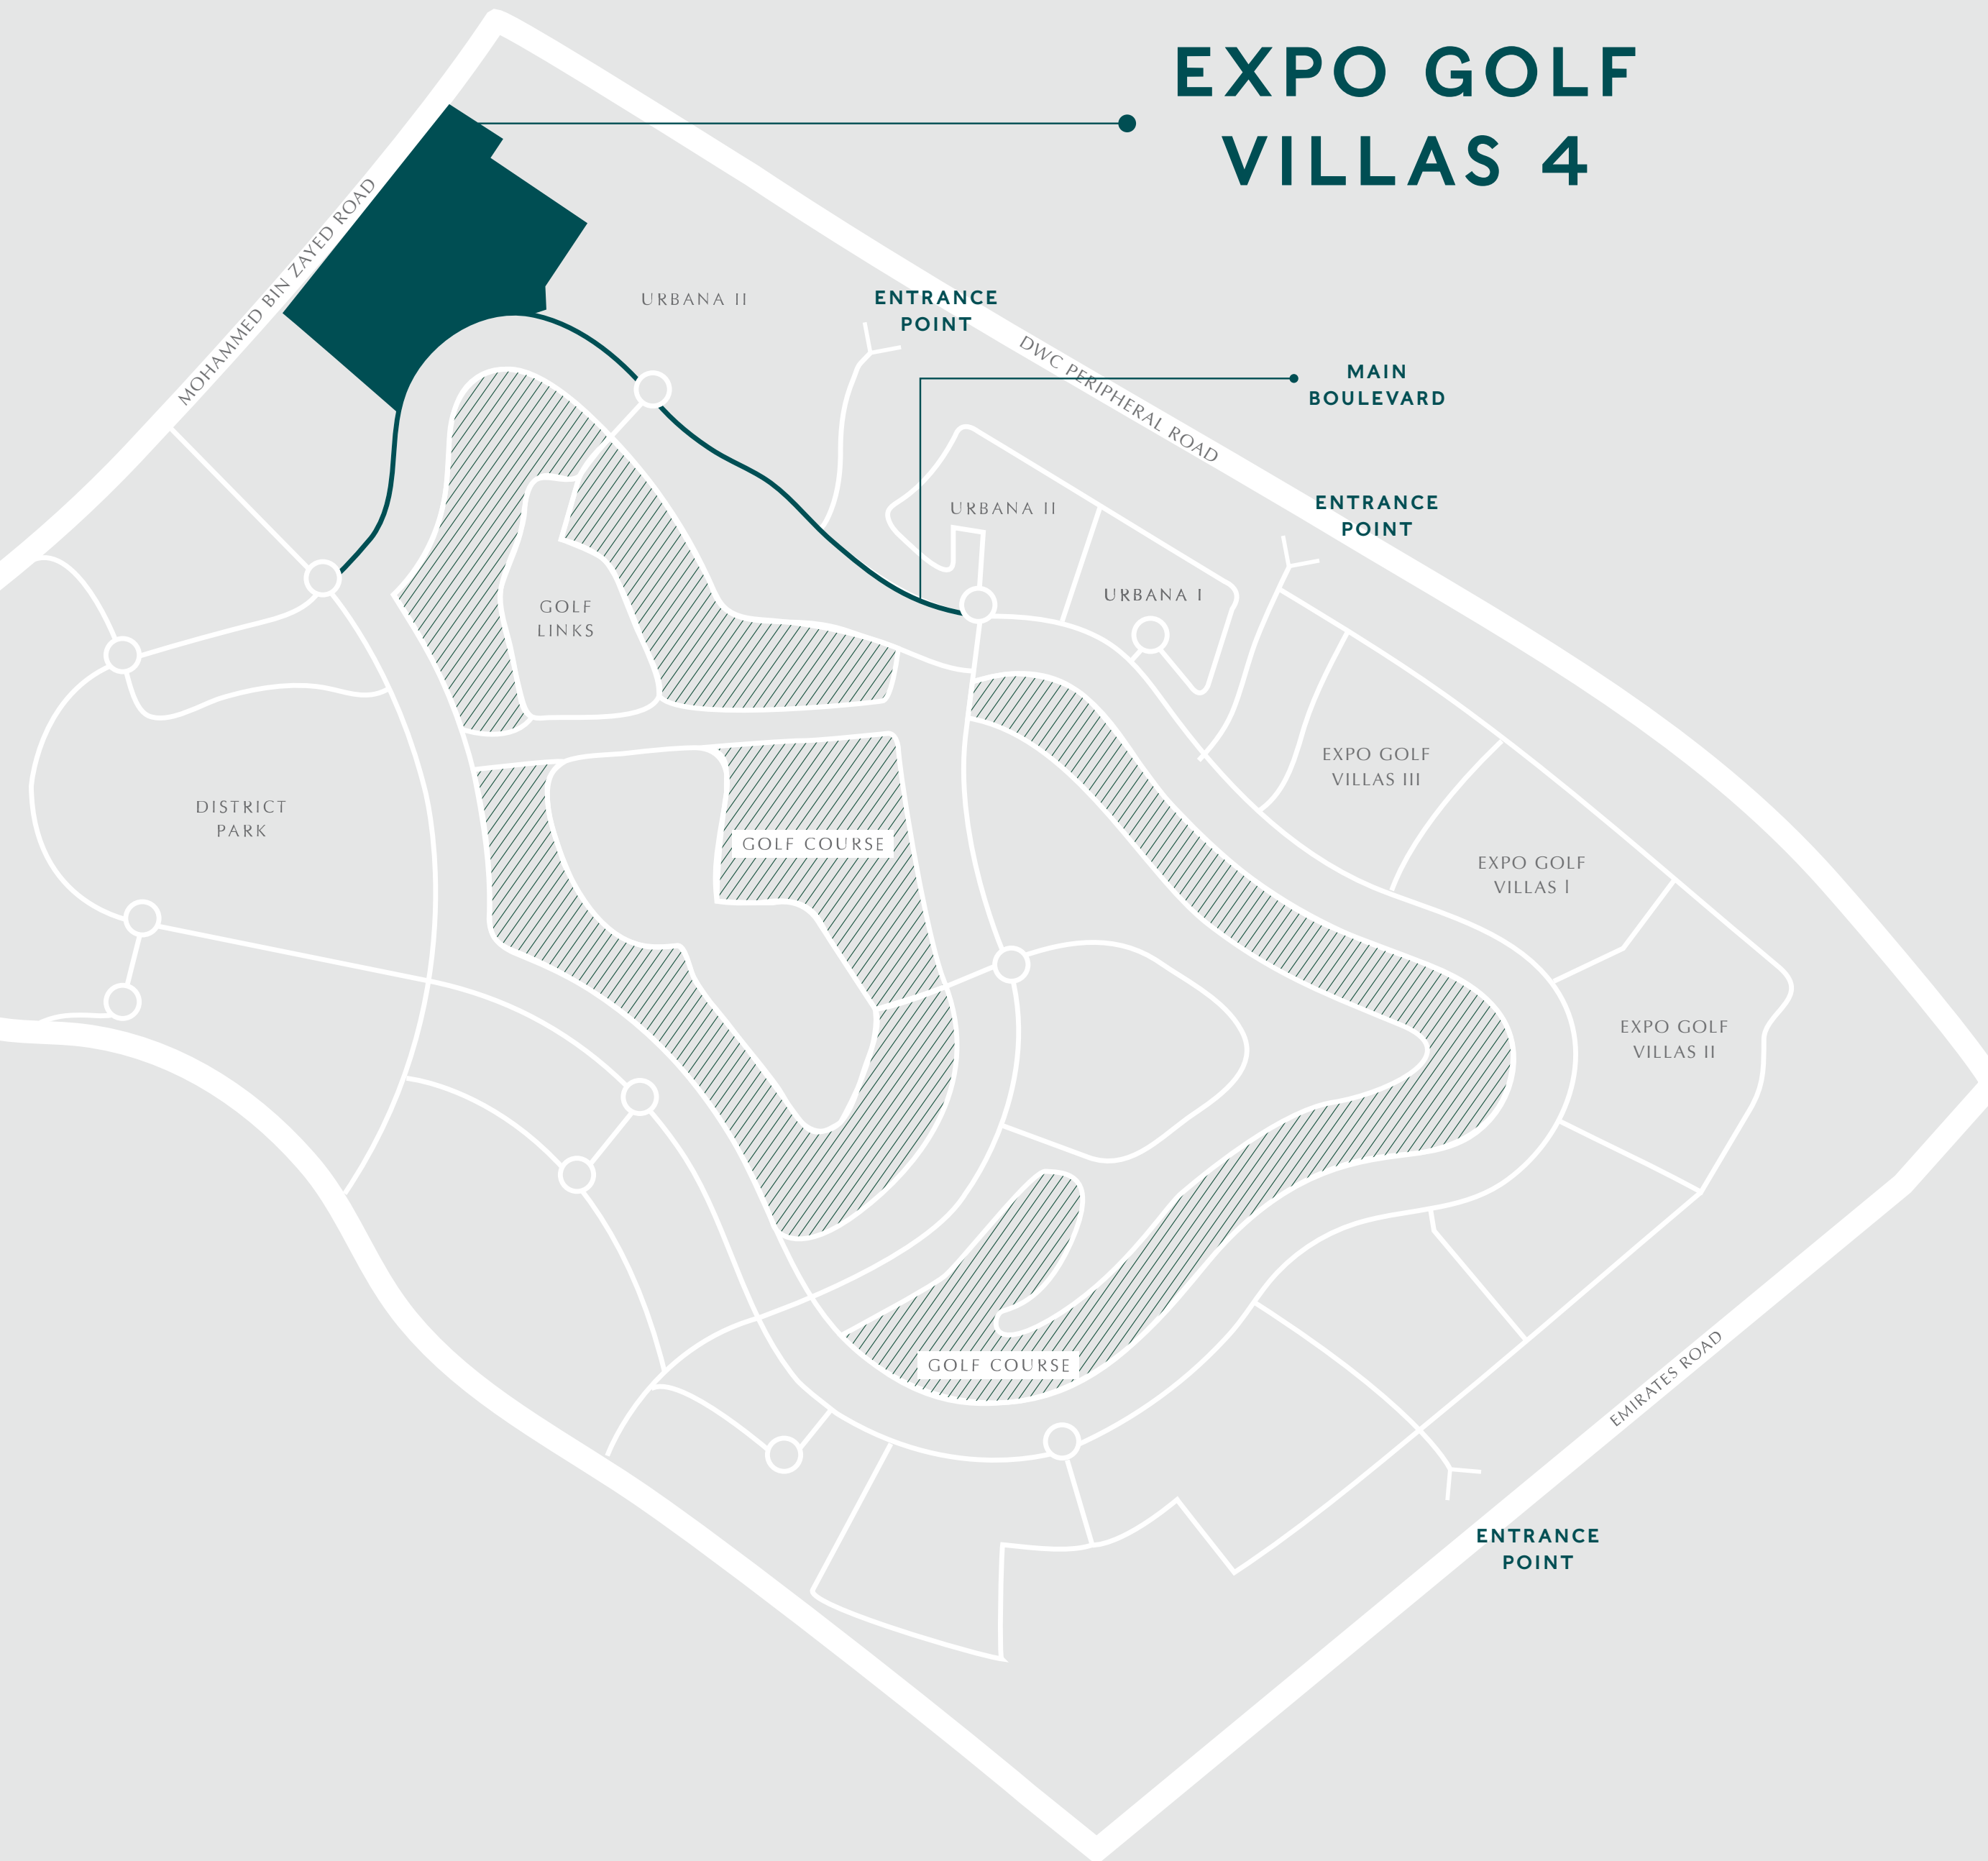 EXPO GOLF
VILLAS 4
MOHAMMED BIN ZAYED ROAD
URBANA II
ENTRANCE
POINT
DWC PERIPHERAL ROAD
MAIN
BOULEVARD
URBANA II
ENTRANCE
POINT
URBANA I
GOLF
LINKS
EXPO GOLF
VILLAS III
DISTRICT
PARK
GOLF COURSE
EXPO GOLF
VILLAS I
EXPO GOLF
VILLAS II
GOLF COURSE
EMIRATES ROAD
ENTRANCE
POINT